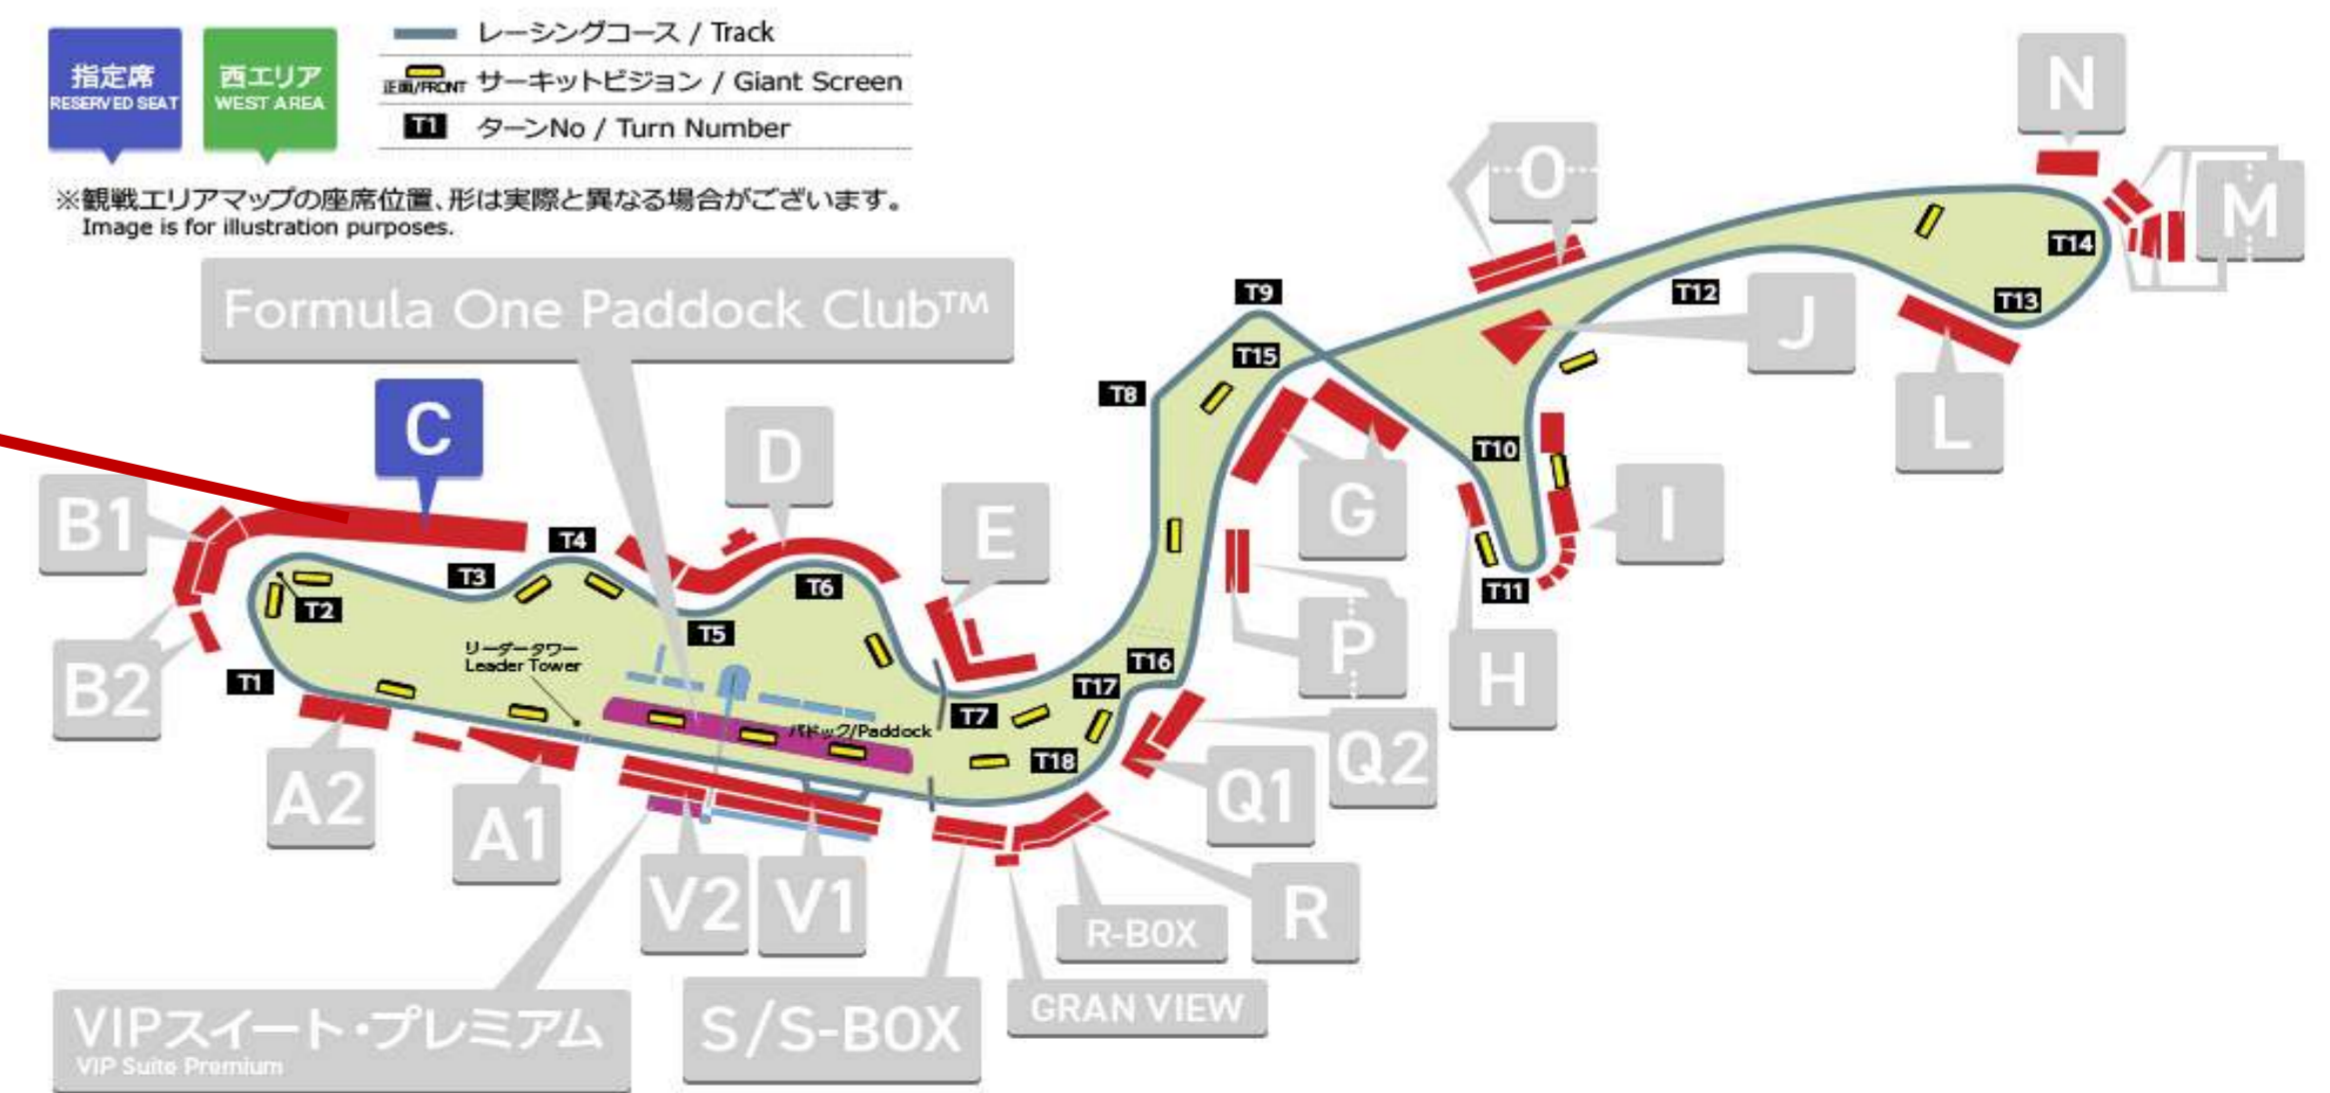 指定席
RESERVED SEAT
西エリア
WEST AREA
レーシングコース / Track
正面/FRONT サーキットビジョン / Giant Screen
T1 ターンNo / Turn Number
※観戦エリアマップの座席位置、形は実際と異なる場合がございます。
Image is for illustration purposes.
Formula One Paddock Club™
N
O
M
T14
T9
T12
T13
J
T15
L
T8
C
D
T10
B1
E
G
I
T4
T3
T6
T2
T11
T5
P
H
リーダータワー
Leader Tower
T16
B2
T1
T17
T7
パドック/Paddock
Q2
T18
Q1
A2
A1
V2
V1
R
R-BOX
VIPスイート・プレミアム
VIP Suite Premium
S/S-BOX
GRAN VIEW